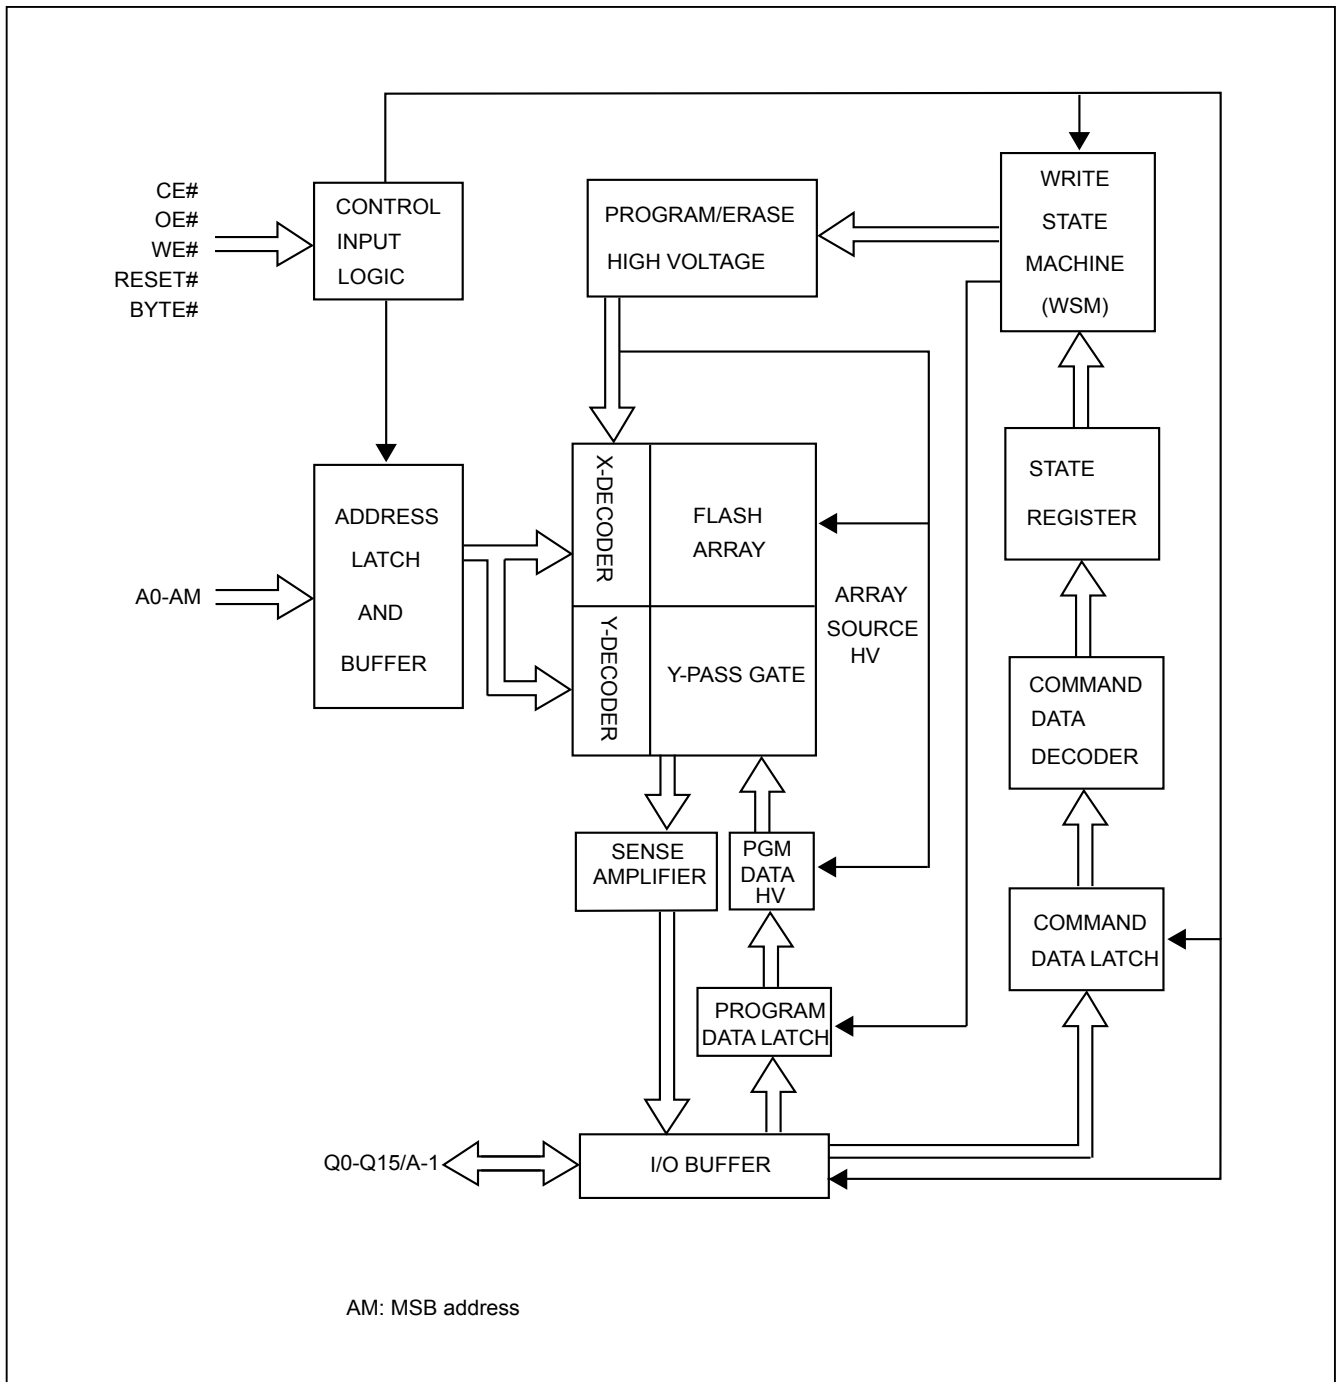 CE#
OE#
WE#
RESET#
BYTE#
CONTROL
INPUT
LOGIC
PROGRAM/ERASE
HIGH VOLTAGE
WRITE
STATE
MACHINE
(WSM)
STATE
REGISTER
A0-AM
ADDRESS
LATCH
AND
BUFFER
X-DECODER
FLASH
ARRAY
Y-DECODER
Y-PASS GATE
ARRAY
SOURCE
HV
COMMAND
DATA
DECODER
SENSE
AMPLIFIER
PGM
DATA
HV
COMMAND
DATA LATCH
PROGRAM
DATA LATCH
Q0-Q15/A-1
I/O BUFFER
AM: MSB address